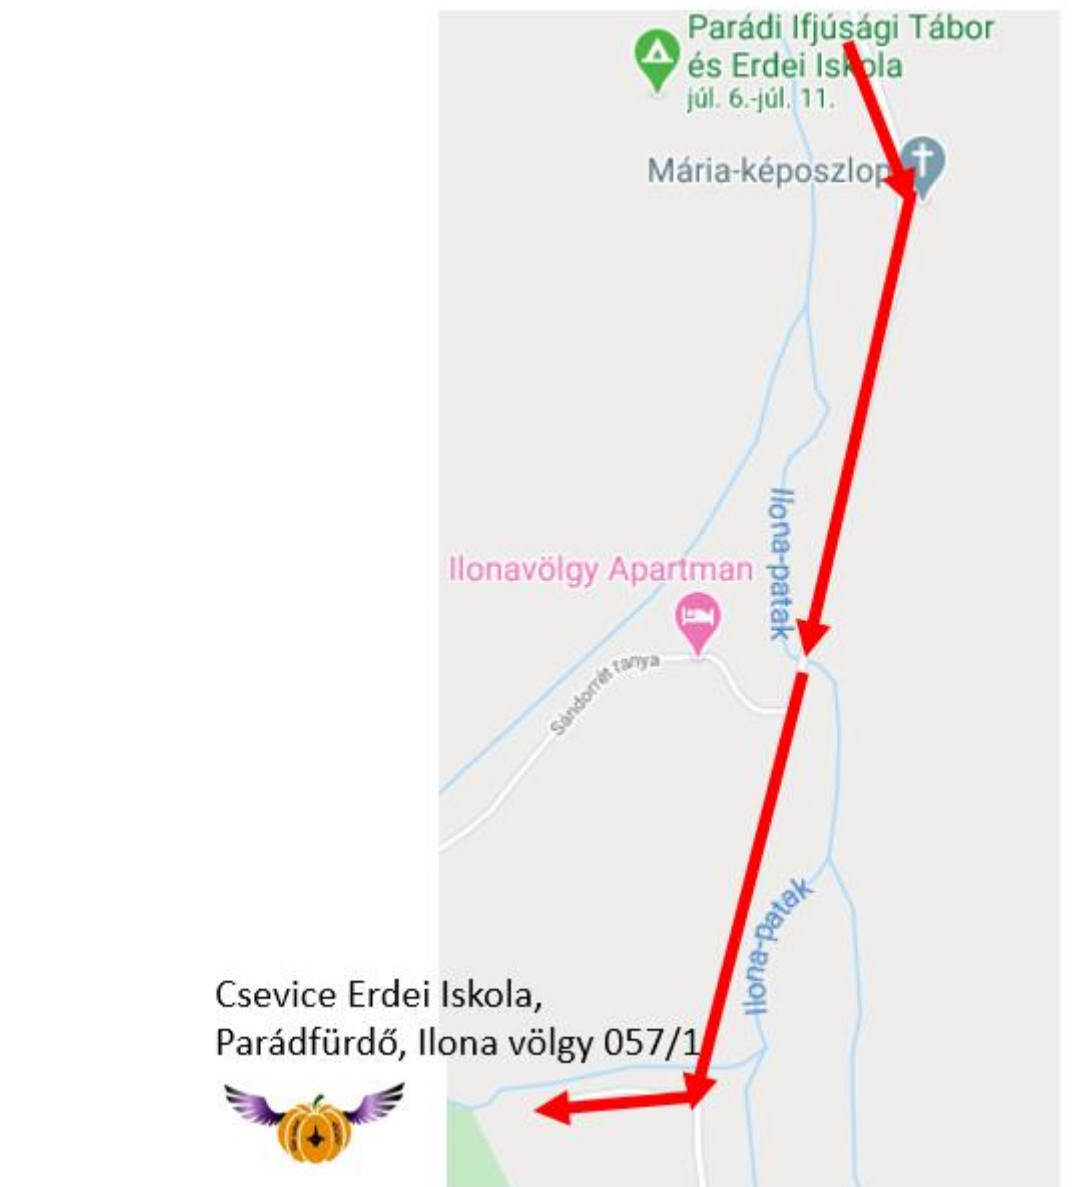 Parádi Ifjúsági Tábor
és Erdei Iskola
júl. 6.-júl. 11.
Mária-képoszlop
Ilona-patak
Ilonavölgy Apartman
Sándorrét tanya
Ilona-patak
Csevice Erdei Iskola,
Parádfürdő, Ilona völgy 057/1